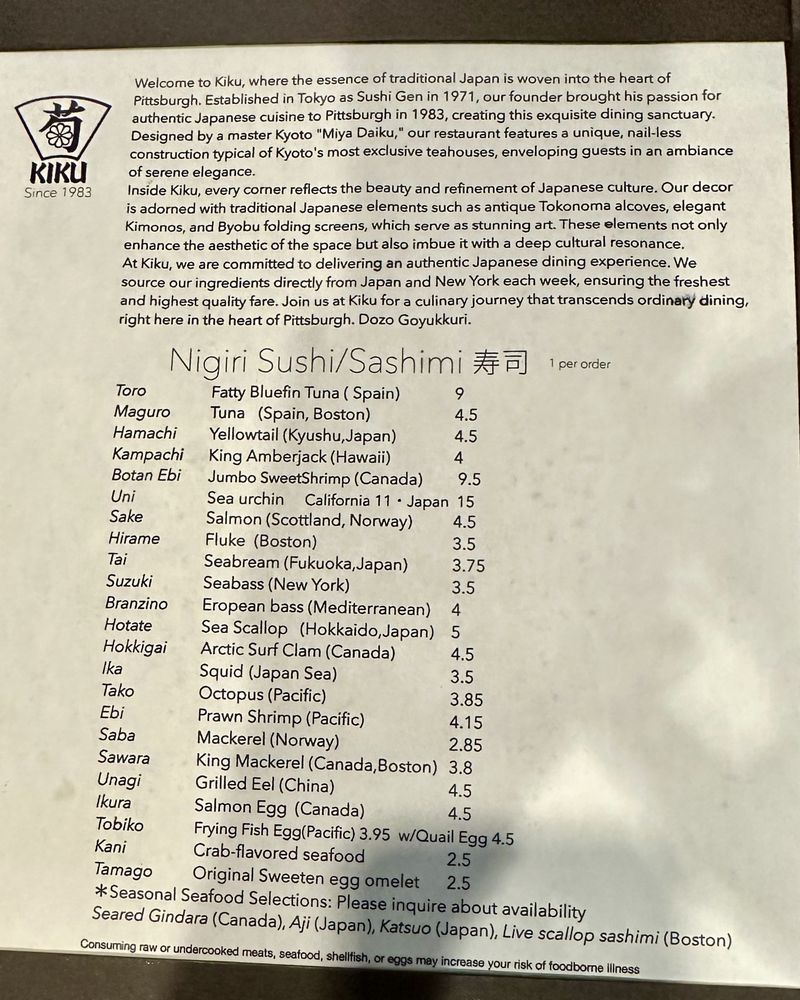 菊
KIKU
Since 1983
Welcome to Kiku, where the essence of traditional Japan is woven into the heart of
Pittsburgh. Established in Tokyo as Sushi Gen in 1971, our founder brought his passion for
authentic Japanese cuisine to Pittsburgh in 1983, creating this exquisite dining sanctuary.
Designed by a master Kyoto "Miya Daiku," our restaurant features a unique, nail-less
construction typical of Kyoto's most exclusive teahouses, enveloping guests in an ambiance
of serene elegance.
Inside Kiku, every corner reflects the beauty and refinement of Japanese culture. Our decor
is adorned with traditional Japanese elements such as antique Tokonoma alcoves, elegant
Kimonos, and Byobu folding screens, which serve as stunning art. These elements not only
enhance the aesthetic of the space but also imbue it with a deep cultural resonance.
At Kiku, we are committed to delivering an authentic Japanese dining experience. We
source our ingredients directly from Japan and New York each week, ensuring the freshest
and highest quality fare. Join us at Kiku for a culinary journey that transcends ordinary dining,
right here in the heart of Pittsburgh. Dozo Goyukkuri.
Nigiri Sushi/Sashimi 寿司 1 per order
Toro Fatty Bluefin Tuna ( Spain) 9
Maguro Tuna (Spain, Boston) 4.5
Hamachi Yellowtail (Kyushu,Japan) 4.5
Kampachi King Amberjack (Hawaii) 4
Botan Ebi Jumbo SweetShrimp (Canada) 9.5
Uni Sea urchin California 11・Japan 15
Sake Salmon (Scottland, Norway) 4.5
Hirame Fluke (Boston) 3.5
Tai Seabream (Fukuoka,Japan) 3.75
Suzuki Seabass (New York) 3.5
Branzino Eropean bass (Mediterranean) 4
Hotate Sea Scallop (Hokkaido,Japan) 5
Hokkigai Arctic Surf Clam (Canada) 4.5
Ika Squid (Japan Sea) 3.5
Tako Octopus (Pacific) 3.85
Ebi Prawn Shrimp (Pacific) 4.15
Saba Mackerel (Norway) 2.85
Sawara King Mackerel (Canada,Boston) 3.8
Unagi Grilled Eel (China) 4.5
Ikura Salmon Egg (Canada) 4.5
Tobiko Frying Fish Egg(Pacific) 3.95 w/Quail Egg 4.5
Kani Crab-flavored seafood 2.5
Tamago Original Sweeten egg omelet 2.5
*Seasonal Seafood Selections: Please inquire about availability
Seared Gindara (Canada), Aji (Japan), Katsuo (Japan), Live scallop sashimi (Boston)
Consuming raw or undercooked meats, seafood, shellfish, or eggs may increase your risk of foodborne illness